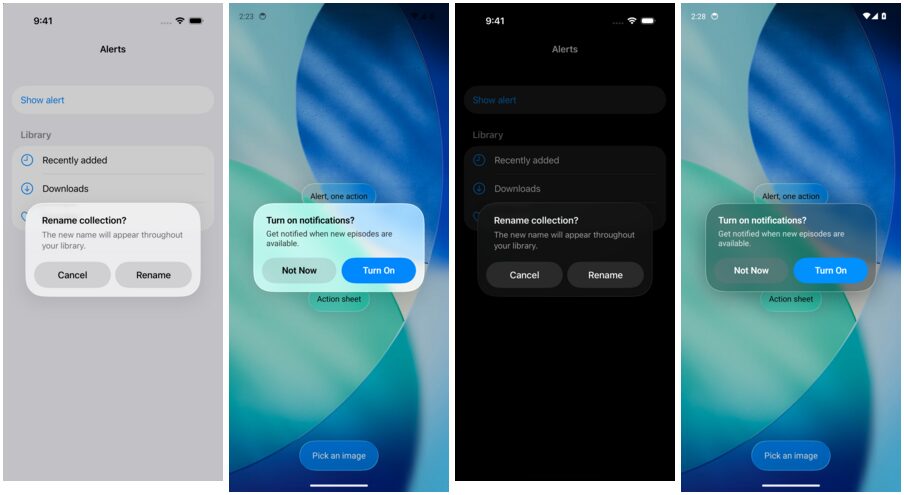 9:41
Alerts
Show alert
Library
Recently added
Downloads
Rename collection?
The new name will appear throughout
your library.
Cancel
Rename
2:23
Alert, one action
Turn on notifications?
Get notified when new episodes are
available.
Not Now
Turn On
Action sheet
Pick an image
9:41
Alerts
Show alert
Library
Recently added
Downloads
Rename collection?
The new name will appear throughout
your library.
Cancel
Rename
2:28
Alert, one action
Turn on notifications?
Get notified when new episodes are
available.
Not Now
Turn On
Action sheet
Pick an image